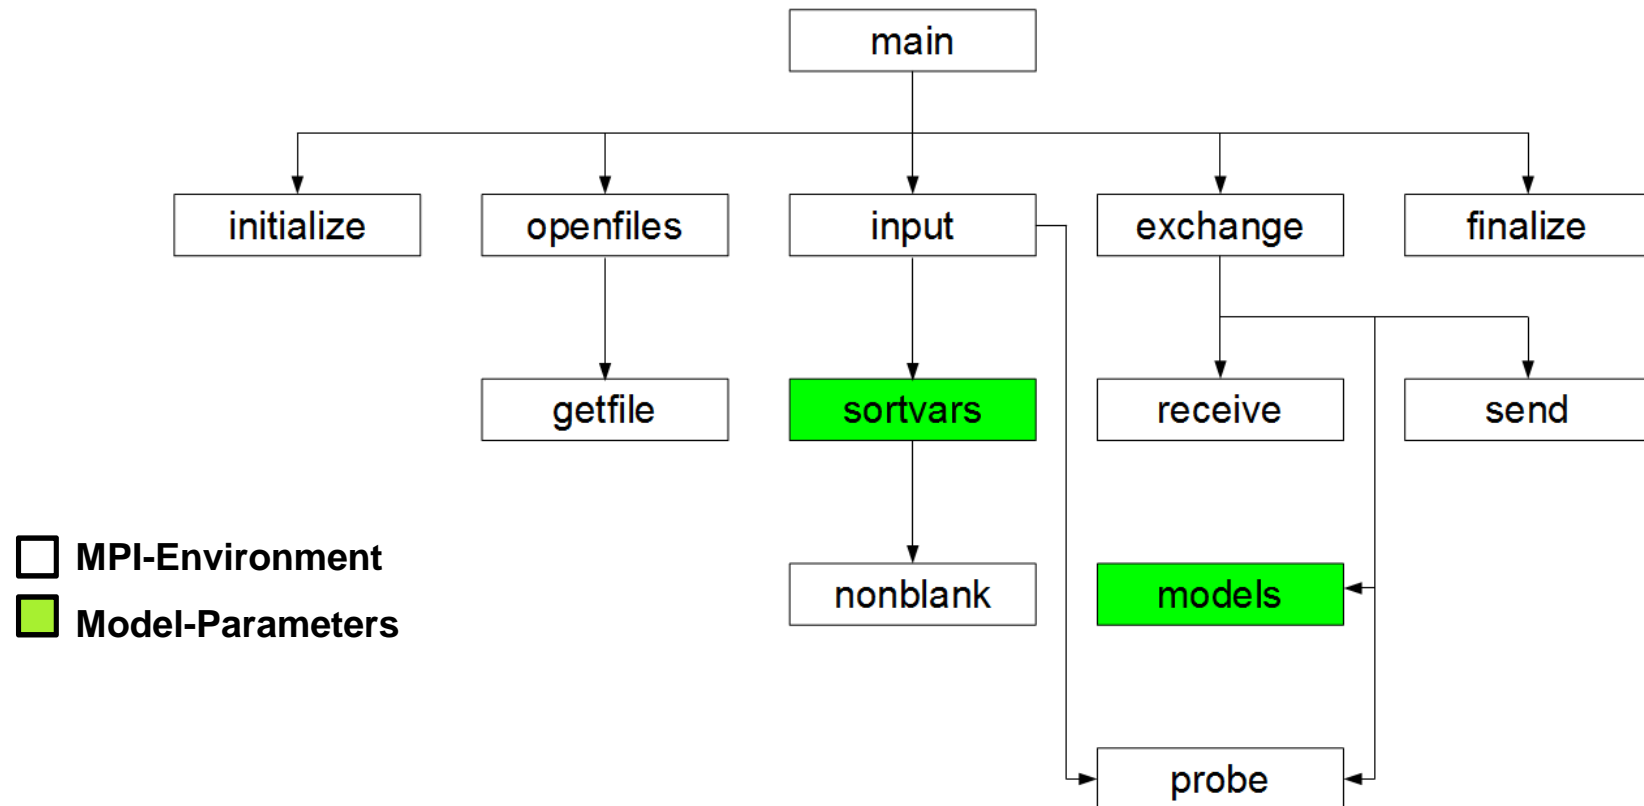 main
initialize
openfiles
input
exchange
finalize
getfile
sortvars
receive
send
MPI-Environment
Model-Parameters
nonblank
models
probe